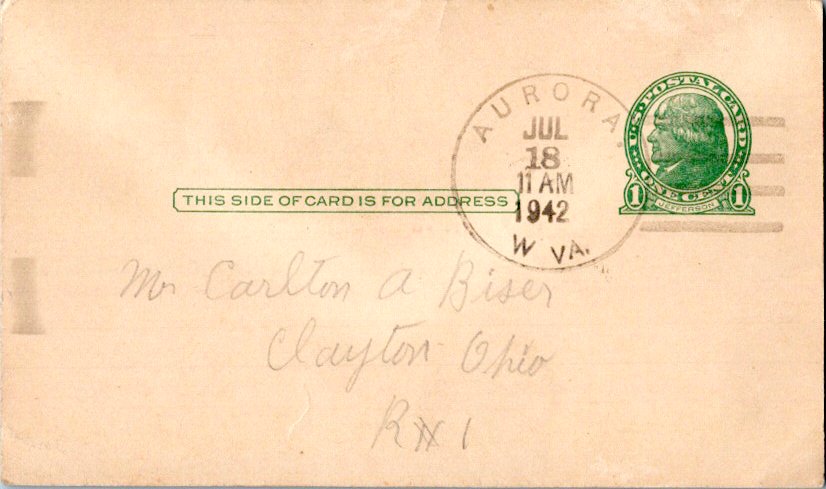 AURORA.
JUL
18
11 AM
1942
W VA.
U.S. POSTAL CARD
ONE CENT
1 JEFFERSON 1
THIS SIDE OF CARD IS FOR ADDRESS
Mr Carlton A Biser
Clayton Ohio
R # 1